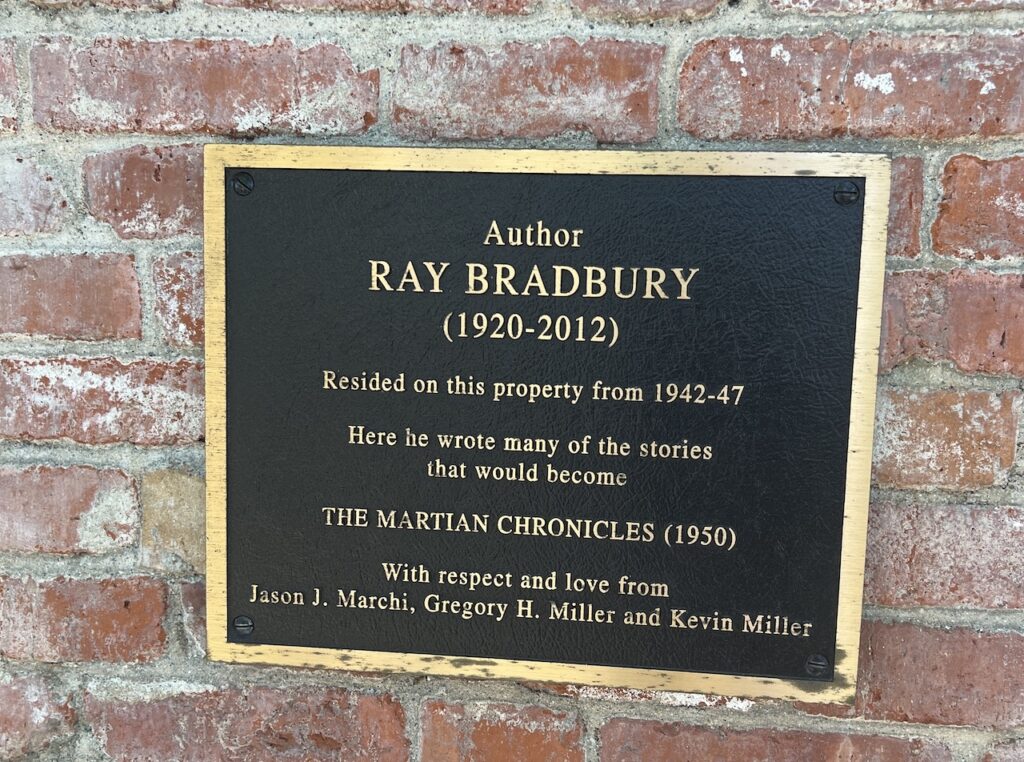 Author
RAY BRADBURY
(1920-2012)
Resided on this property from 1942-47
Here he wrote many of the stories
that would become
THE MARTIAN CHRONICLES (1950)
With respect and love from
Jason J. Marchi, Gregory H. Miller and Kevin Miller